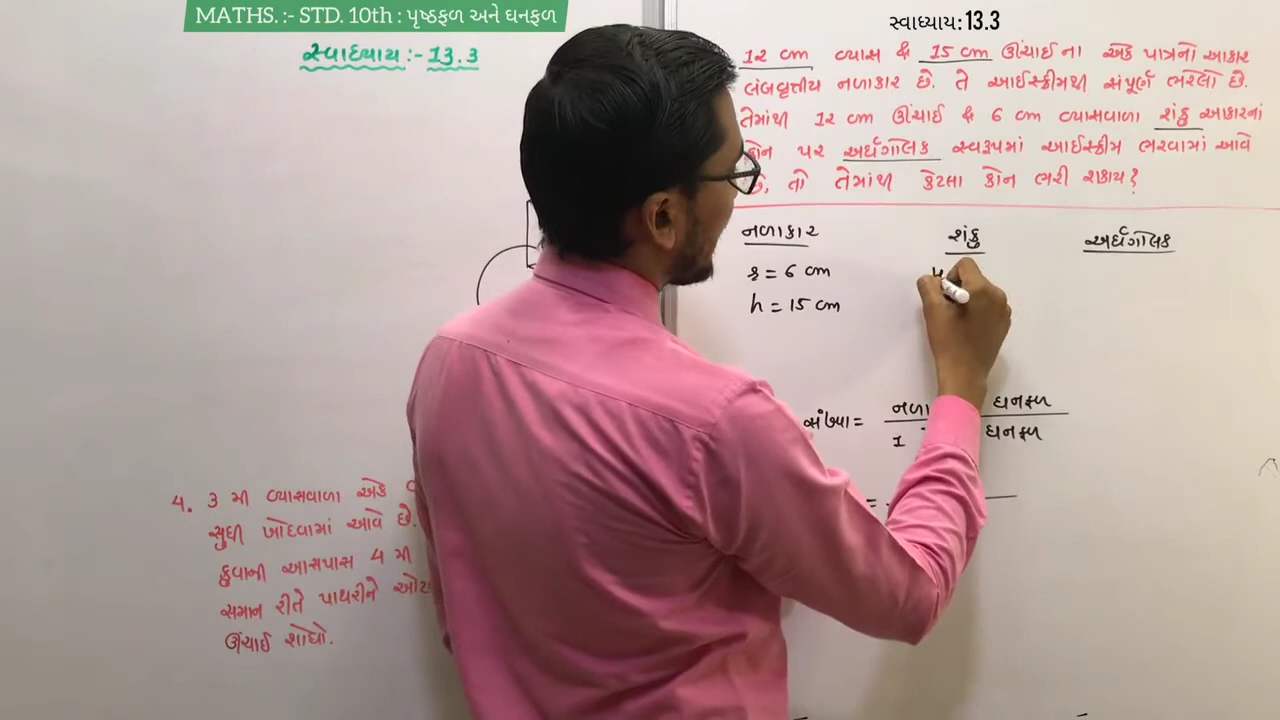 MATHS. :- STD. 10th : પૃષ્ઠફળ અને ઘનફળ
સ્વાધ્યાય :- 13.3
સ્વાધ્યાય: 13.3
12 cm વ્યાસ & 15 cm ઊંચાઈ ના એક પાત્રનો આકાર
લંબવૃત્તીય નળાકાર છે. તે આઈસ્ક્રીમથી સંપૂર્ણ ભરેલો છે.
તેમાંથી 12 cm ઊંચાઈ & 6 cm વ્યાસવાળા શંકુ આકારનાં
કોન પર અર્ધગોલક સ્વરૂપમાં આઈસ્ક્રીમ ભરવામાં આવે
છે, તો તેમાંથી કેટલા કોન ભરી શકાય?
નળાકાર શંકુ અર્ધગોલક
r = 6 cm
h = 15 cm
સંખ્યા = ઘનફળ
1 ઘનફળ
=
4. 3 મી વ્યાસવાળા એક
સુધી ખોદવામાં આવે છે.
કુવાની આસપાસ 4 મી
સમાન રીતે પાથરીને
ઊંચાઈ શોધો.